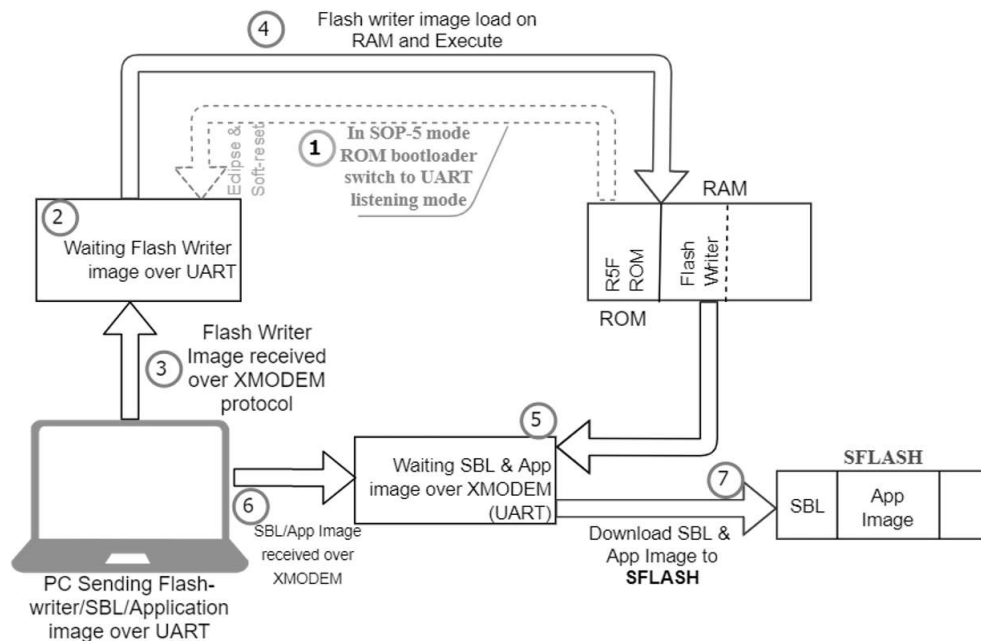 4
Flash writer image load on
RAM and Execute
1
In SOP-5 mode
ROM bootloader
switch to UART
listening mode
Eclipse &
Soft-reset
2
Waiting Flash Writer
image over UART
RAM
R5F
ROM
Flash
Writer
ROM
3
Flash Writer
Image received
over XMODEM
protocol
5
Waiting SBL & App
image over XMODEM
(UART)
6
SBL/App Image
received over
XMODEM
7
Download SBL &
App Image to
SFLASH
SFLASH
SBL
App
Image
PC Sending Flash-
writer/SBL/Application
image over UART